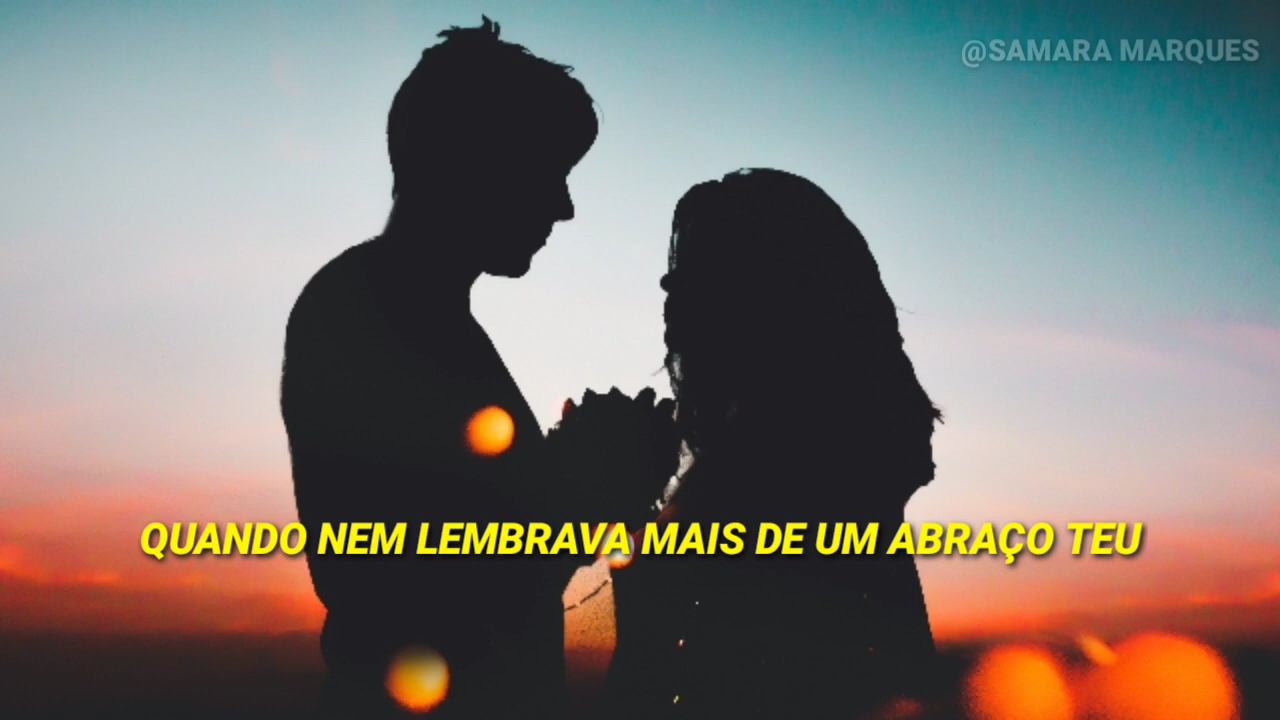 @SAMARA MARQUES
QUANDO NEM LEMBRAVA MAIS DE UM ABRAÇO TEU